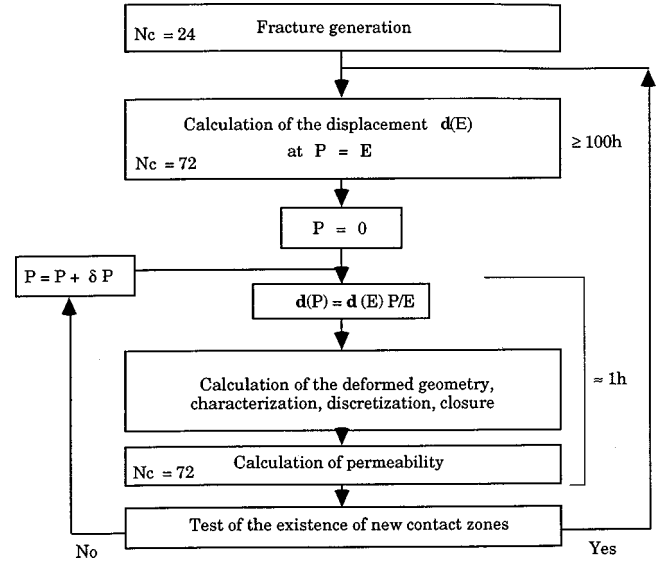 Fracture generation
Nc = 24
Calculation of the displacement d(E)
at P = E
Nc = 72
≥ 100h
P = 0
P = P + δ P
d(P) = d (E) P/E
Calculation of the deformed geometry,
characterization, discretization, closure
≈ 1h
Calculation of permeability
Nc = 72
Test of the existence of new contact zones
No
Yes